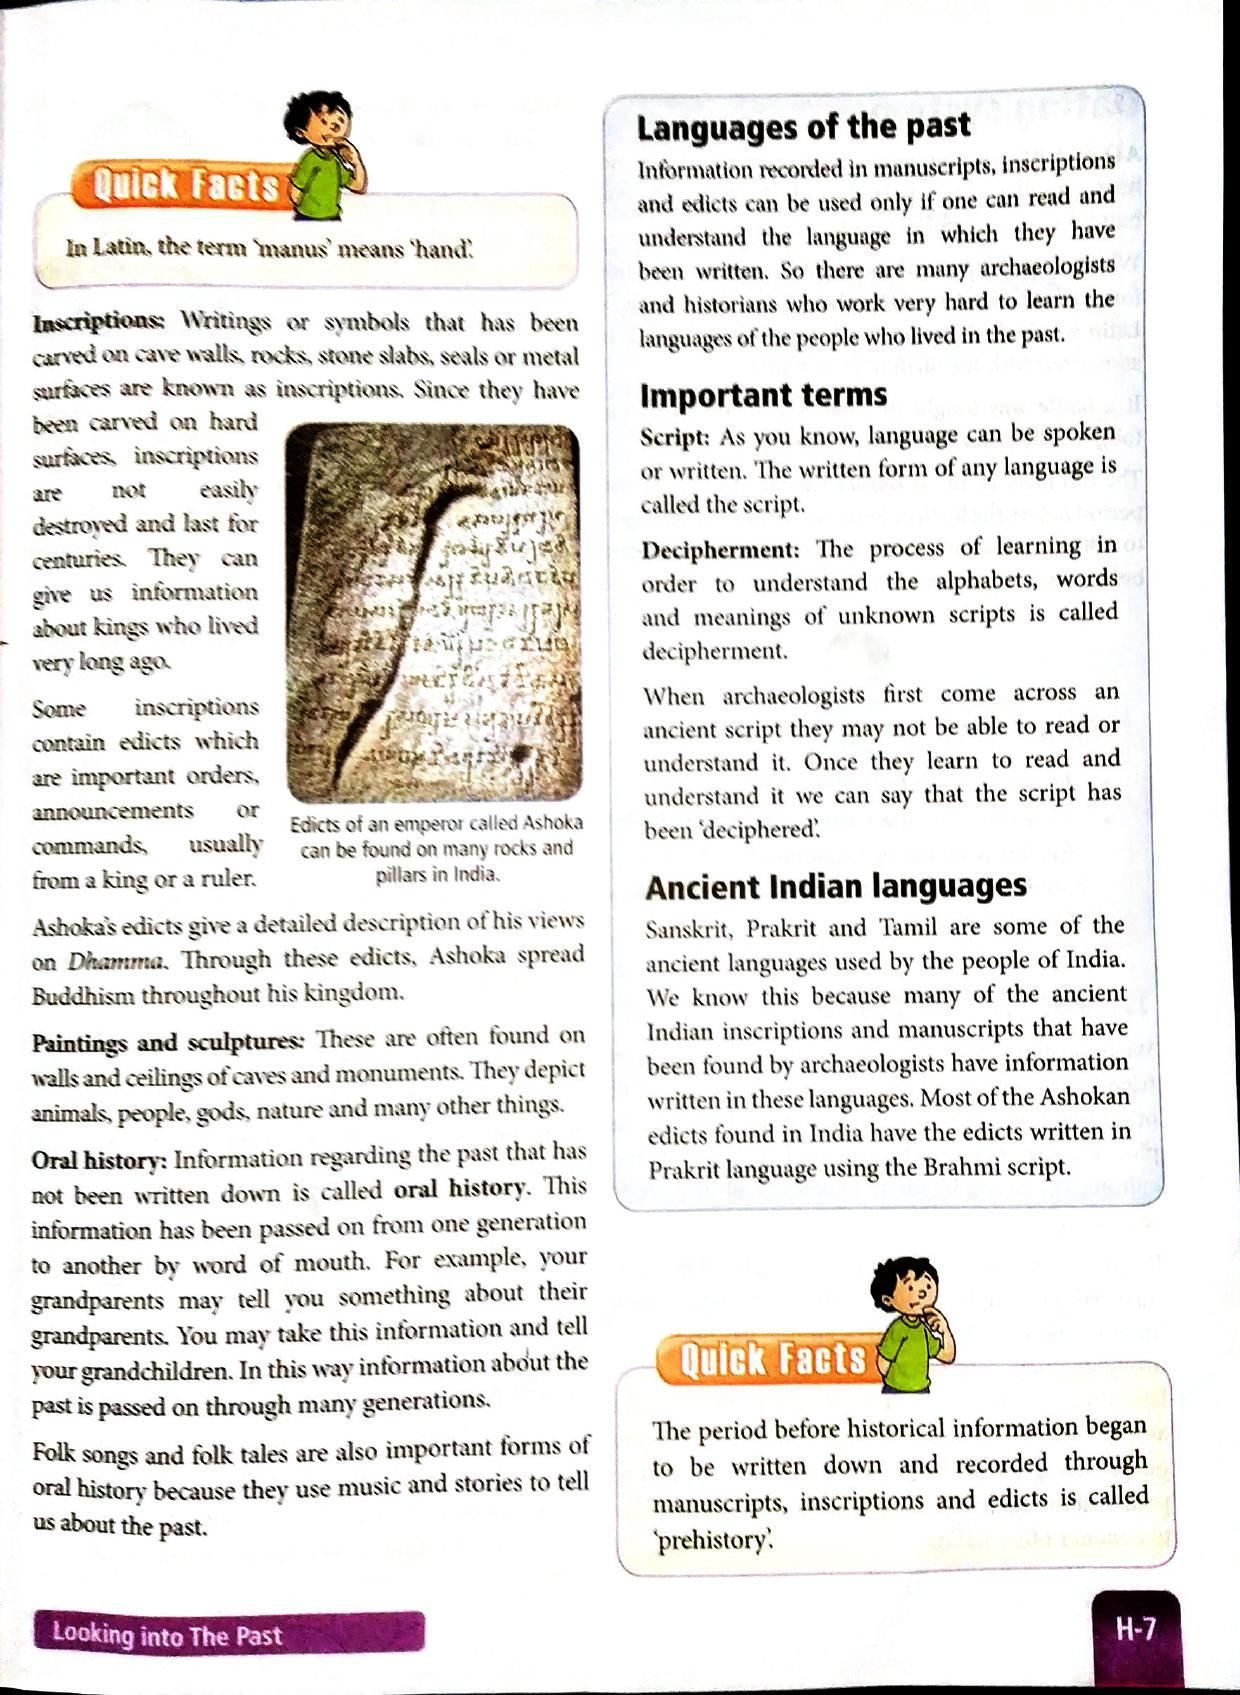 Quick Facts
In Latin, the term ‘manus’ means ‘hand’.
Inscriptions: Writings or symbols that has been
carved on cave walls, rocks, stone slabs, seals or metal
surfaces are known as inscriptions. Since they have
been carved on hard
surfaces, inscriptions
are not easily
destroyed and last for
centuries. They can
give us information
about kings who lived
very long ago.
Some inscriptions
contain edicts which
are important orders,
announcements or
commands, usually
from a king or a ruler.
Edicts of an emperor called Ashoka
can be found on many rocks and
pillars in India.
Ashoka's edicts give a detailed description of his views
on Dhamma. Through these edicts, Ashoka spread
Buddhism throughout his kingdom.
Paintings and sculptures: These are often found on
walls and ceilings of caves and monuments. They depict
animals, people, gods, nature and many other things.
Oral history: Information regarding the past that has
not been written down is called oral history. This
information has been passed on from one generation
to another by word of mouth. For example, your
grandparents may tell you something about their
grandparents. You may take this information and tell
your grandchildren. In this way information about the
past is passed on through many generations.
Folk songs and folk tales are also important forms of
oral history because they use music and stories to tell
us about the past.
Languages of the past
Information recorded in manuscripts, inscriptions
and edicts can be used only if one can read and
understand the language in which they have
been written. So there are many archaeologists
and historians who work very hard to learn the
languages of the people who lived in the past.
Important terms
Script: As you know, language can be spoken
or written. The written form of any language is
called the script.
Decipherment: The process of learning in
order to understand the alphabets, words
and meanings of unknown scripts is called
decipherment.
When archaeologists first come across an
ancient script they may not be able to read or
understand it. Once they learn to read and
understand it we can say that the script has
been ‘deciphered’.
Ancient Indian languages
Sanskrit, Prakrit and Tamil are some of the
ancient languages used by the people of India.
We know this because many of the ancient
Indian inscriptions and manuscripts that have
been found by archaeologists have information
written in these languages. Most of the Ashokan
edicts found in India have the edicts written in
Prakrit language using the Brahmi script.
Quick Facts
The period before historical information began
to be written down and recorded through
manuscripts, inscriptions and edicts is called
‘prehistory’.
Looking into The Past
H-7